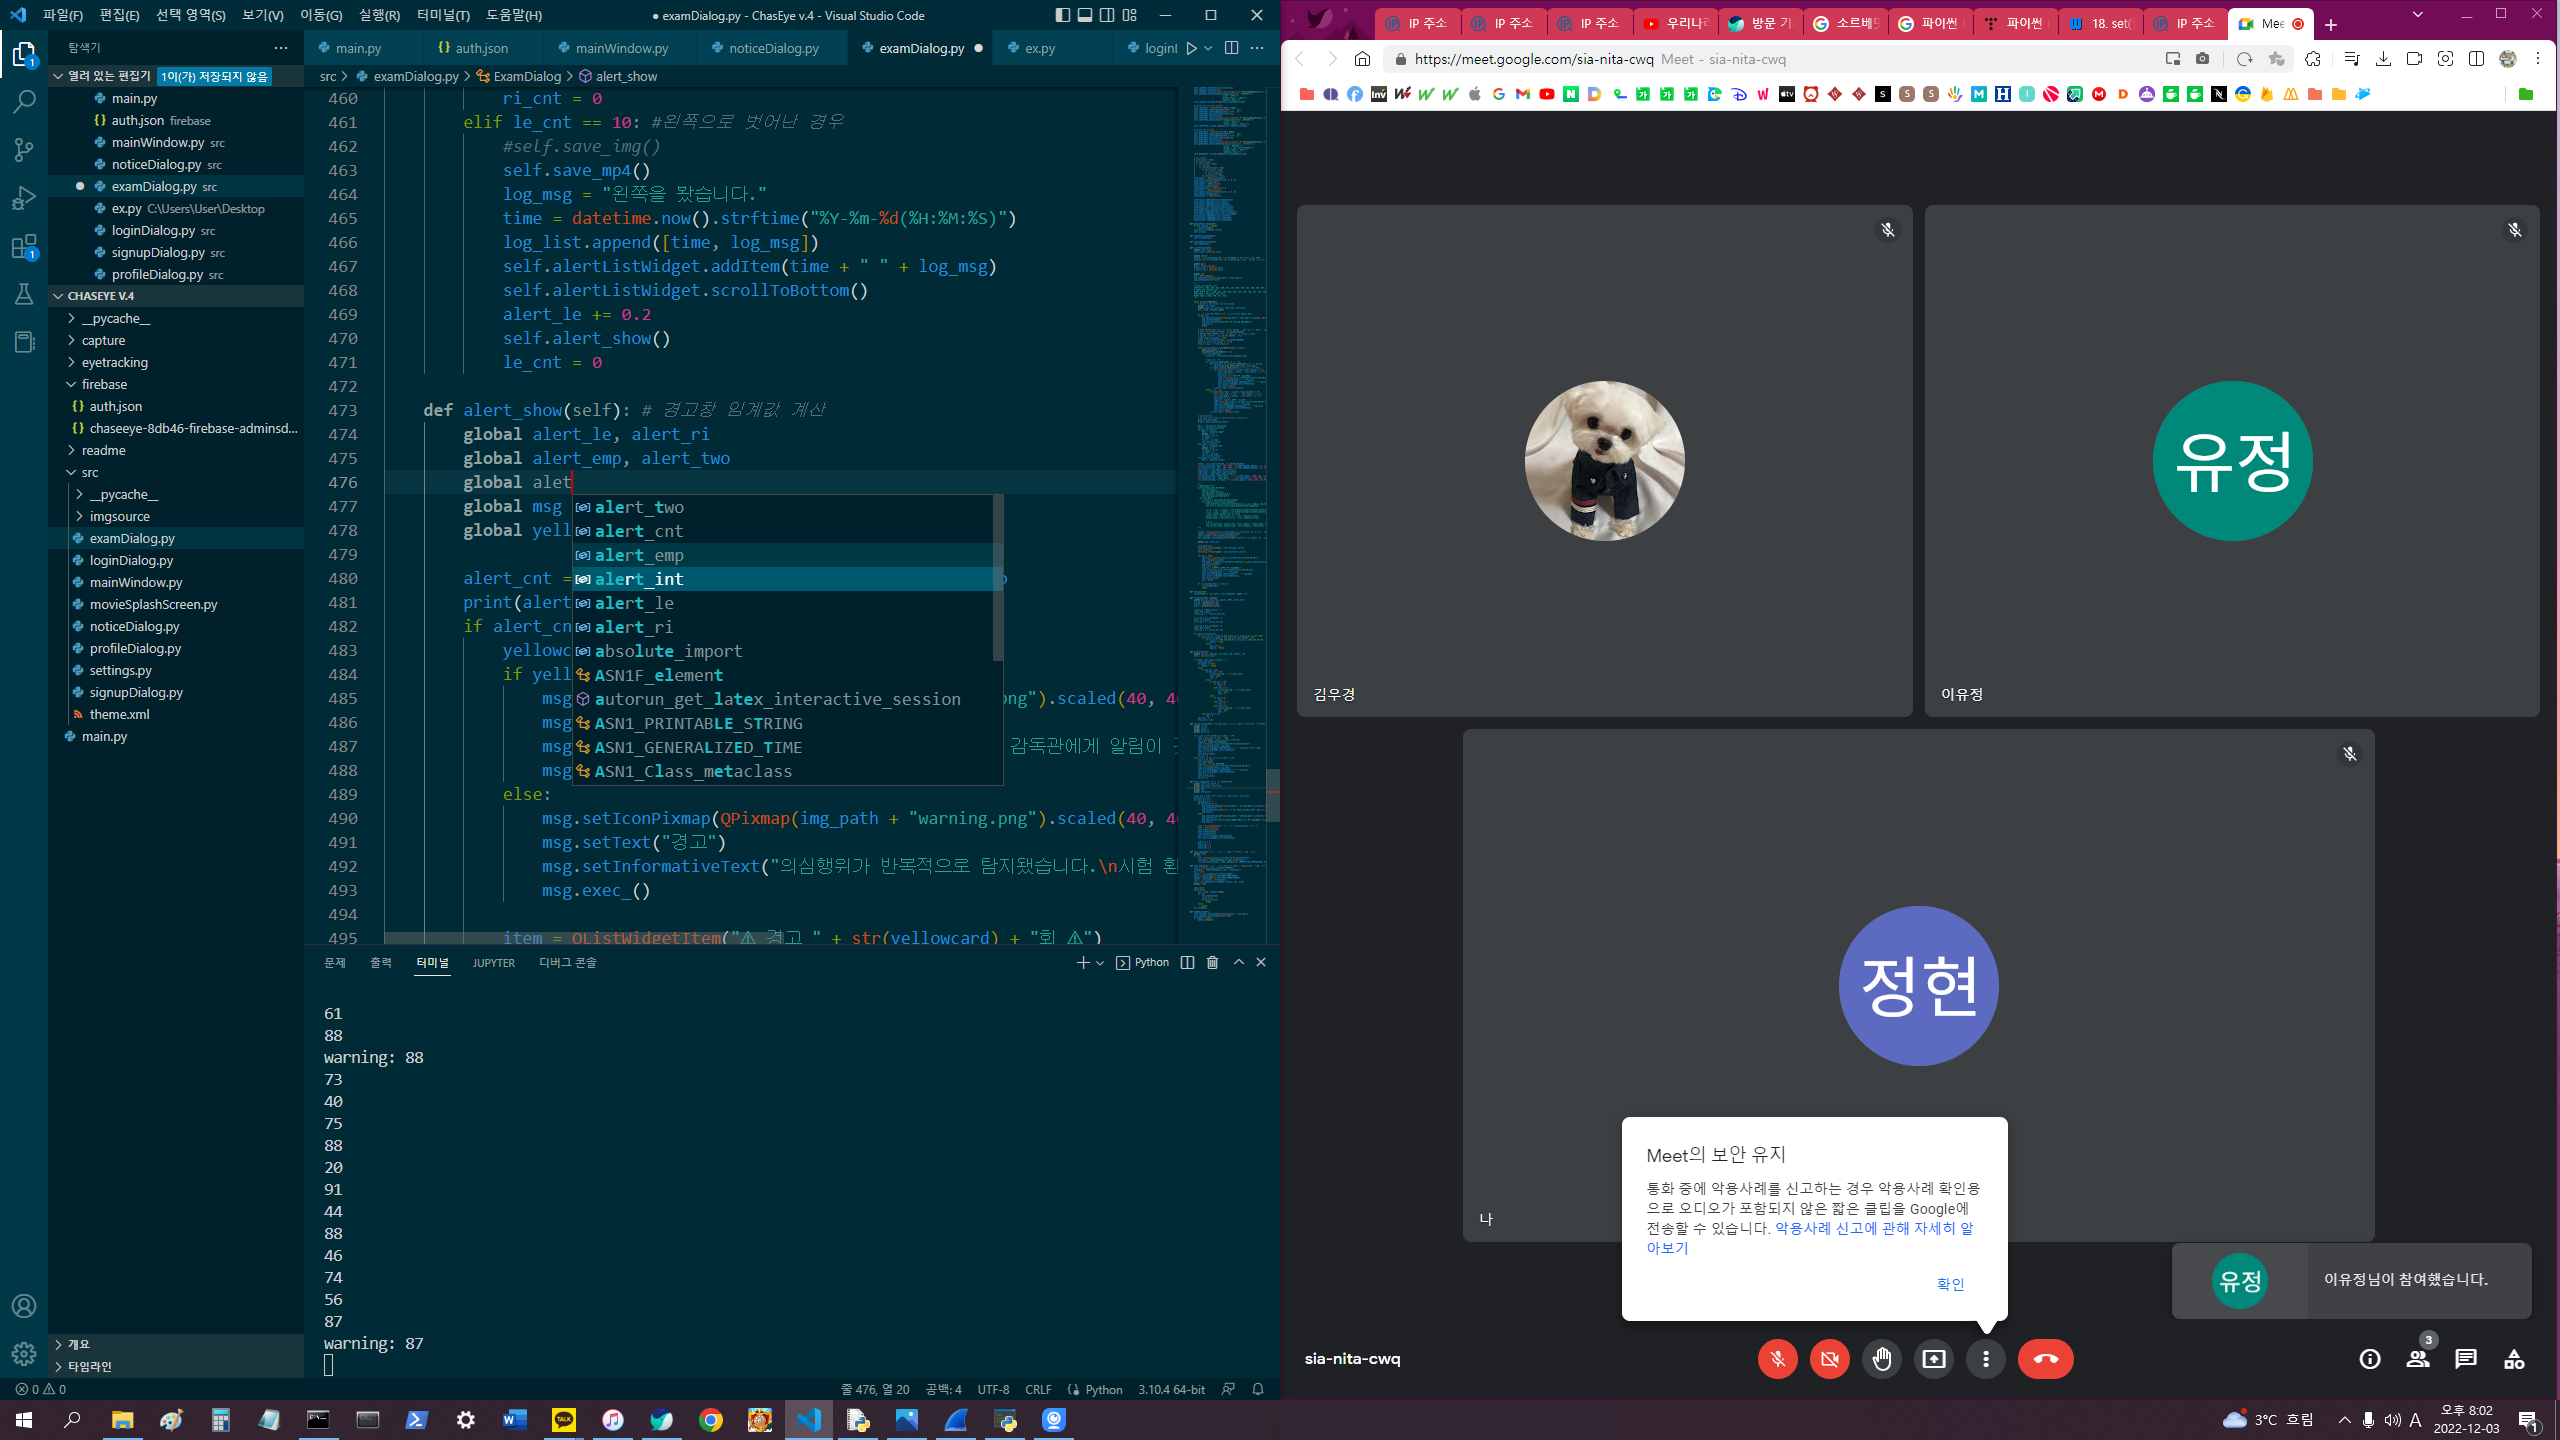 파일(F) 편집(E) 선택 영역(S) 보기(V) 이동(G) 실행(R) 터미널(T) 도움말(H)
● examDialog.py - ChasEye v.4 - Visual Studio Code
탐색기
열려 있는 편집기 1이(가) 저장되지 않음
main.py
auth.json firebase
mainWindow.py src
noticeDialog.py src
examDialog.py src
ex.py C:\Users\User\Desktop
loginDialog.py src
signupDialog.py src
profileDialog.py src
CHASEYE V.4
__pycache__
capture
eyetracking
firebase
auth.json
chaseeye-8db46-firebase-adminsd...
readme
src
__pycache__
imgsource
examDialog.py
loginDialog.py
mainWindow.py
movieSplashScreen.py
noticeDialog.py
profileDialog.py
settings.py
signupDialog.py
theme.xml
main.py
개요
타임라인
main.py auth.json mainWindow.py noticeDialog.py examDialog.py ● ex.py loginI
src > examDialog.py > ExamDialog > alert_show
460 ri_cnt = 0
461 elif le_cnt == 10: #왼쪽으로 벗어난 경우
462 #self.save_img()
463 self.save_mp4()
464 log_msg = "왼쪽을 봤습니다."
465 time = datetime.now().strftime("%Y-%m-%d(%H:%M:%S)")
466 log_list.append([time, log_msg])
467 self.alertListWidget.addItem(time + " " + log_msg)
468 self.alertListWidget.scrollToBottom()
469 alert_le += 0.2
470 self.alert_show()
471 le_cnt = 0
472
473 def alert_show(self): # 경고창 임계값 계산
474 global alert_le, alert_ri
475 global alert_emp, alert_two
476 global alet
477 global msg
478 global yell
479
480 alert_cnt =
481 print(alert
482 if alert_cn
483 yellowc
484 if yell
485 msg ng").scaled(40, 4
486 msg
487 msg 감독관에게 알림이
488 msg
489 else:
490 msg.setIconPixmap(QPixmap(img_path + "warning.png").scaled(40, 4
491 msg.setText("경고")
492 msg.setInformativeText("의심행위가 반복적으로 탐지됐습니다.\n시험 환
493 msg.exec_()
494
495 item = QListWidgetItem("⚠ 경고 " + str(yellowcard) + "회 ⚠")
alert_two
alert_cnt
alert_emp
alert_int
alert_le
alert_ri
absolute_import
ASN1F_element
autorun_get_latex_interactive_session
ASN1_PRINTABLE_STRING
ASN1_GENERALIZED_TIME
ASN1_Class_metaclass
문제 출력 터미널 JUPYTER 디버그 콘솔
Python
61
88
warning: 88
73
40
75
88
20
91
44
88
46
74
56
87
warning: 87
0 0
줄 476, 열 20 공백: 4 UTF-8 CRLF Python 3.10.4 64-bit
IP 주소 IP 주소 IP 주소 우리나라 방문 기 소르베 파이썬 파이썬 18. set( IP 주소 Mee
https://meet.google.com/sia-nita-cwq Meet - sia-nita-cwq
김우경
유정
이유정
정현
나
Meet의 보안 유지
통화 중에 악용사례를 신고하는 경우 악용사례 확인용
으로 오디오가 포함되지 않은 짧은 클립을 Google에
전송할 수 있습니다. 악용사례 신고에 관해 자세히 알
아보기
확인
유정
이유정님이 참여했습니다.
sia-nita-cwq
3
3°C 흐림
A
오후 8:02
2022-12-03
1